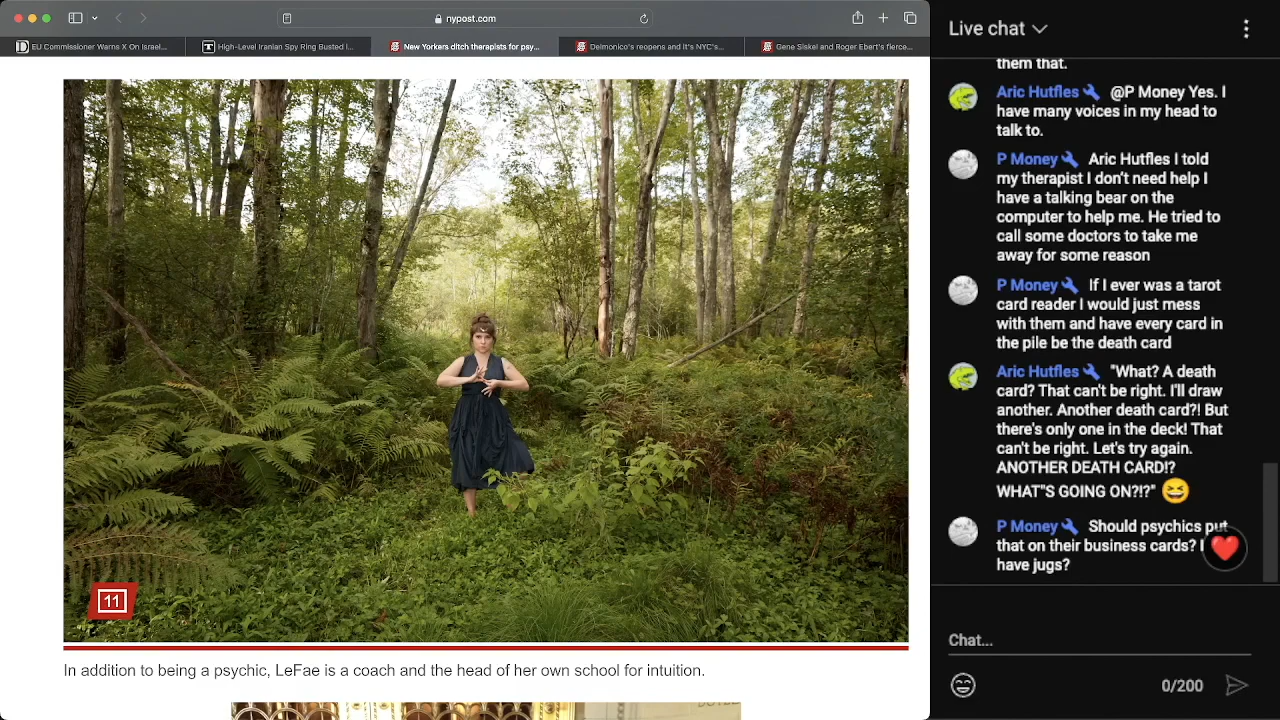 nypost.com
EU Commissioner Warns X On Israel...
High-Level Iranian Spy Ring Busted i...
New Yorkers ditch therapists for psy...
Delmonico's reopens and it's NYC's...
Gene Siskel and Roger Ebert's fierce...
11
In addition to being a psychic, LeFae is a coach and the head of her own school for intuition.
Live chat
them that.
Aric Hutfles @P Money Yes. I
have many voices in my head to
talk to.
P Money Aric Hutfles I told
my therapist I don't need help I
have a talking bear on the
computer to help me. He tried to
call some doctors to take me
away for some reason
P Money If I ever was a tarot
card reader I would just mess
with them and have every card in
the pile be the death card
Aric Hutfles "What? A death
card? That can't be right. I'll draw
another. Another death card?! But
there's only one in the deck! That
can't be right. Let's try again.
ANOTHER DEATH CARD!?
WHAT"S GOING ON?!?" 😆
P Money Should psychics put
that on their business cards? I
have jugs?
Chat...
0/200